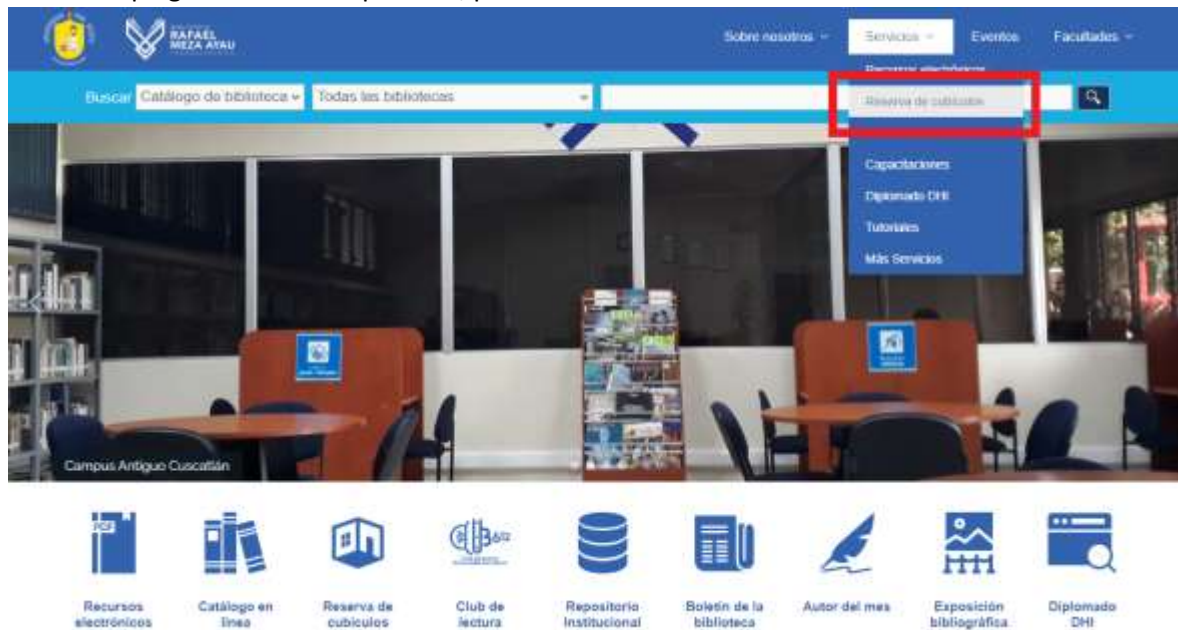 RAFAEL
MEZA AYAU
Sobre nosotros
Servicios
Eventos
Facultades
Recursos electrónicos
Buscar
Catálogo de biblioteca
Todas las bibliotecas
Reserva de cubículos
Capacitaciones
Diplomado DHI
Tutoriales
Más Servicios
Campus Antiguo Cuscatlán
PDF
Recursos
electrónicos
Catálogo en
línea
Reserva de
cubículos
Club de
lectura
Repositorio
Institucional
Boletín de la
biblioteca
Autor del mes
Exposición
bibliográfica
Diplomado
DHI